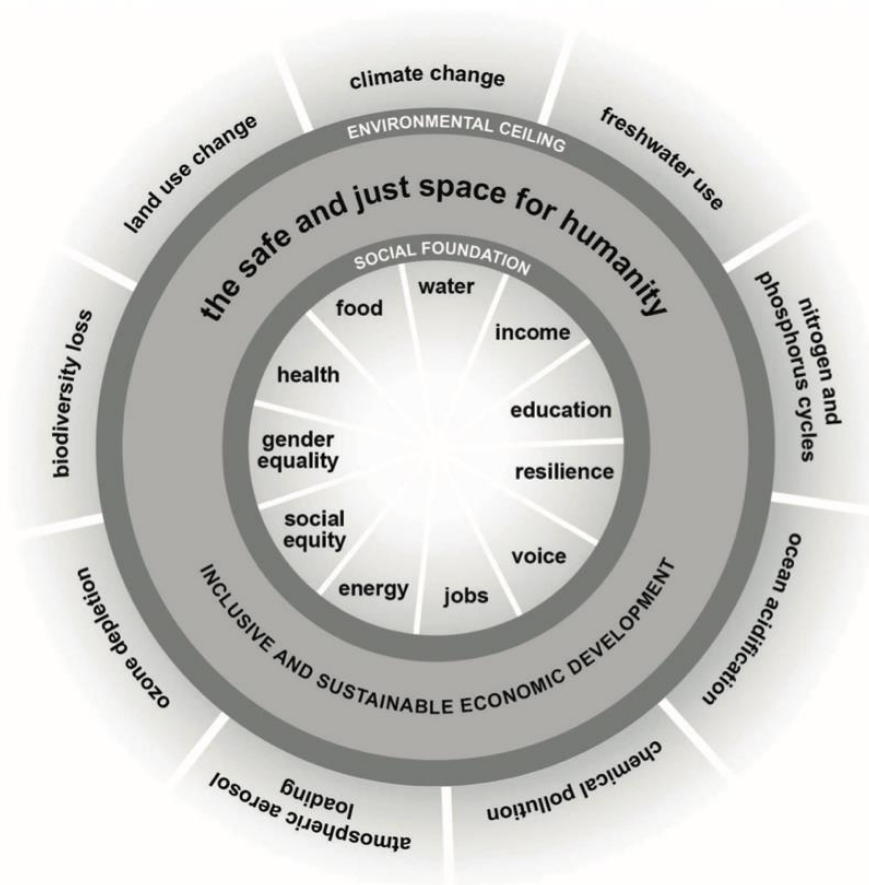 climate change
freshwater use
nitrogen and
phosphorus cycles
ocean acidification
chemical pollution
atmospheric aerosol
loading
ozone depletion
biodiversity loss
land use change
ENVIRONMENTAL CEILING
the safe and just space for humanity
SOCIAL FOUNDATION
water
income
education
resilience
voice
jobs
energy
social
equity
gender
equality
health
food
INCLUSIVE AND SUSTAINABLE ECONOMIC DEVELOPMENT